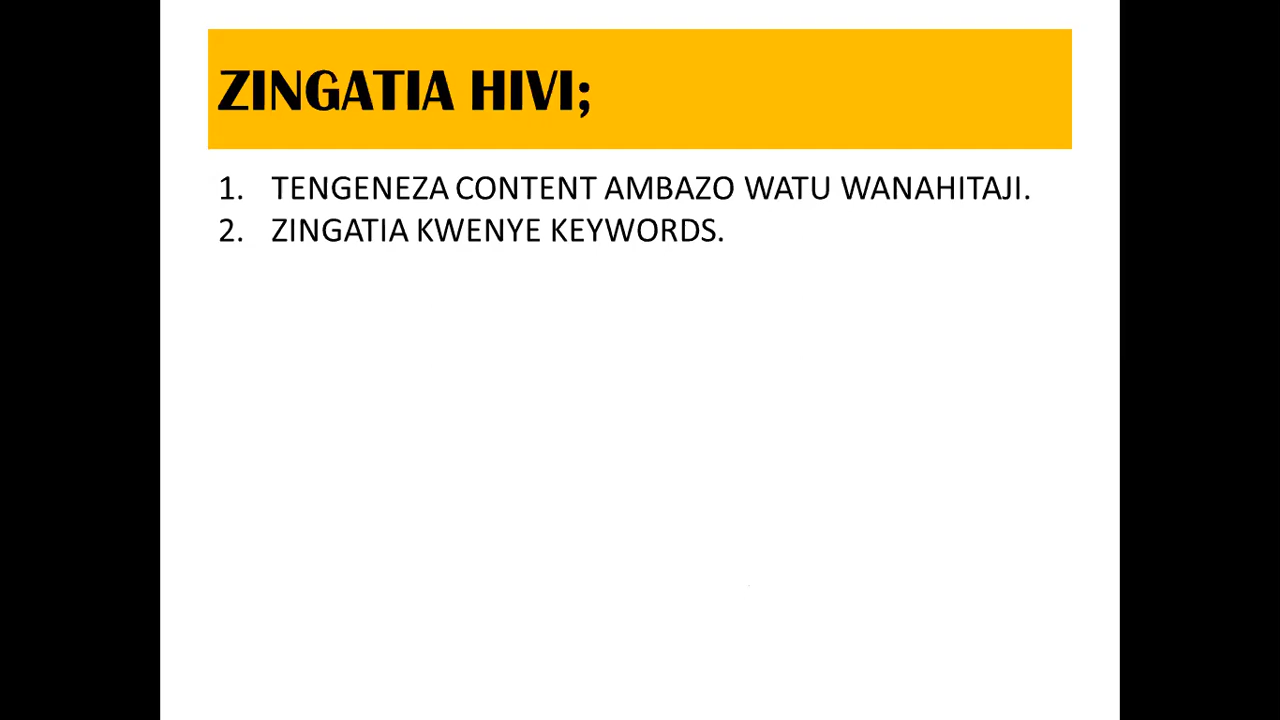 ZINGATIA HIVI;
1. TENGENEZA CONTENT AMBAZO WATU WANAHITAJI.
2. ZINGATIA KWENYE KEYWORDS.